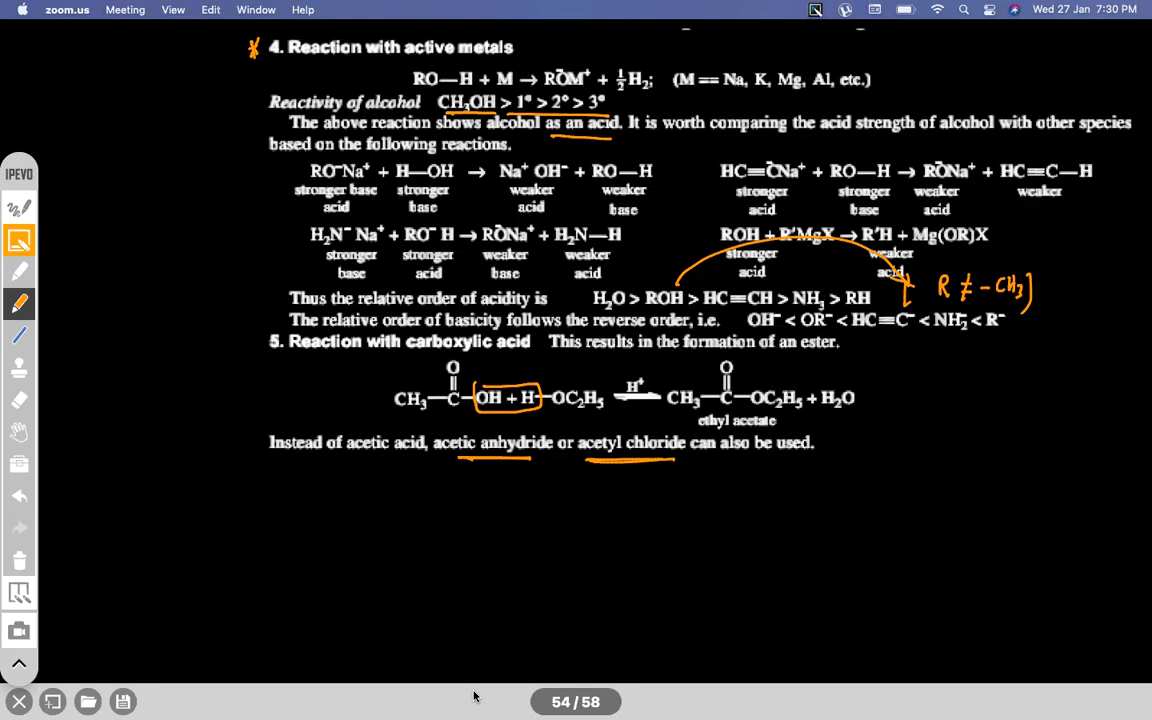 zoom.us Meeting View Edit Window Help Wed 27 Jan 7:30 PM
4. Reaction with active metals
RO—H + M → RŌM⁺ + ½H₂; (M == Na, K, Mg, Al, etc.)
Reactivity of alcohol CH₃OH > 1° > 2° > 3°
The above reaction shows alcohol as an acid. It is worth comparing the acid strength of alcohol with other species
based on the following reactions.
RO⁻Na⁺ + H—OH → Na⁺ OH⁻ + RO—H
stronger base stronger weaker weaker
acid base acid base
HC≡C̄Na⁺ + RO—H → RŌNa⁺ + HC≡C—H
stronger stronger weaker weaker
acid base acid
H₂N⁻ Na⁺ + RO⁻ H → RŌNa⁺ + H₂N—H
stronger stronger weaker weaker
base acid base acid
ROH + R′MgX → R′H + Mg(OR)X
stronger weaker
acid acid
[ R ≠ -CH₃ ]
Thus the relative order of acidity is H₂O > ROH > HC≡CH > NH₃ > RH
The relative order of basicity follows the reverse order, i.e. OH⁻ < OR⁻ < HC≡C⁻ < NH₂⁻ < R⁻
5. Reaction with carboxylic acid This results in the formation of an ester.
O O
CH₃—C—OH + H—OC₂H₅ H⁺ ⇌ CH₃—C—OC₂H₅ + H₂O
ethyl acetate
Instead of acetic acid, acetic anhydride or acetyl chloride can also be used.
IPEVO
54 / 58